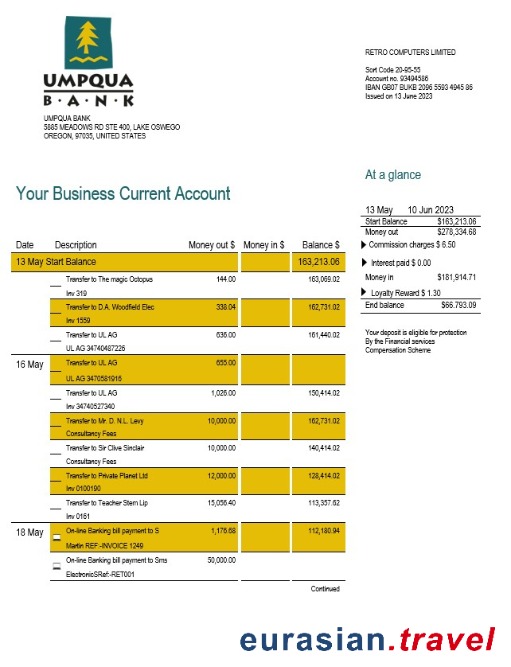 UMPQUA
B·A·N·K
UMPQUA BANK
5885 MEADOWS RD STE 400, LAKE OSWEGO
OREGON, 97035, UNITED STATES
RETRO COMPUTERS LIMITED
Sort Code 20-95-55
Account no. 93494586
IBAN GB07 BUKB 2096 5593 4945 86
Issued on 13 June 2023
At a glance
Your Business Current Account
13 May 10 Jun 2023
Start Balance $163,213.06
Money out $278,334.68
Commission charges $ 6.50
Interest paid $ 0.00
Money in $181,914.71
Loyalty Reward $ 1.30
End balance $66.793.09
Your deposit is eligible for protection
By the Financial services
Compensation Scheme
Date Description Money out $ Money in $ Balance $
13 May Start Balance 163,213.06
Transfer to The magic Octopus 144.00 163,069.02
Inv 319
Transfer to D.A. Woodfield Elec 338.04 162,731.02
Inv 1559
Transfer to UL AG 636.00 161,440.02
UL AG 34740487226
16 May Transfer to UL AG 655.00
UL AG 3470581916
Transfer to UL AG 1,026.00 150,414.02
Inv 34740527340
Transfer to Mr. D. N.L. Levy 10,000.00 162,731.02
Consultancy Fees
Transfer to Sir Clive Sinclair 10,000.00 140,414.02
Consultancy Fees
Transfer to Private Planet Ltd 12,000.00 128,414.02
Inv 0100190
Transfer to Teacher Stern Lip 15,056.40 113,357.62
Inv 0161
18 May On-line Banking bill payment to S 1,176.68 112,180.94
Martin REF:-INVOICE 1249
On-line Banking bill payment to Sms 50,000.00
ElectronicSRef:-RET001
Continued
eurasian.travel